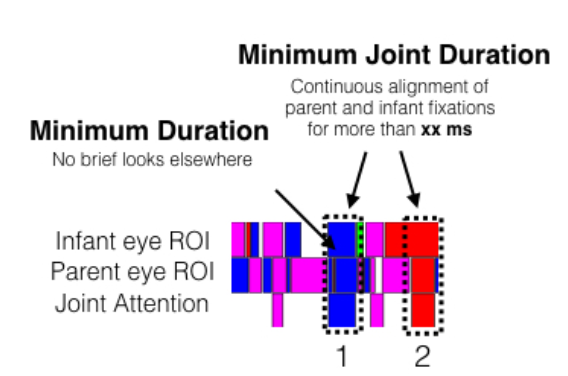 Minimum Joint Duration
Continuous alignment of
parent and infant fixations
for more than xx ms
Minimum Duration
No brief looks elsewhere
Infant eye ROI
Parent eye ROI
Joint Attention
1 2